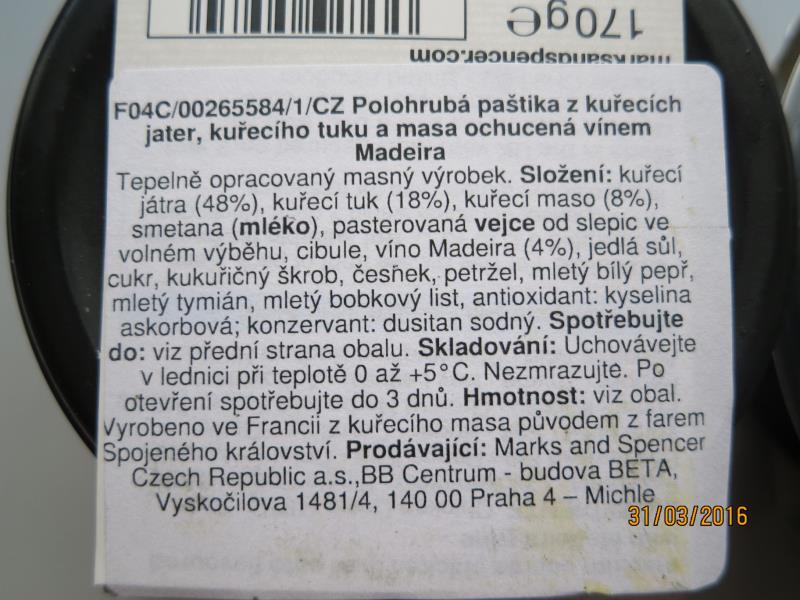 170g℮
marksandspencer.com
F04C/00265584/1/CZ Polohrubá paštika z kuřecích
jater, kuřecího tuku a masa ochucená vínem
Madeira
Tepelně opracovaný masný výrobek. Složení: kuřecí
játra (48%), kuřecí tuk (18%), kuřecí maso (8%),
smetana (mléko), pasterovaná vejce od slepic ve
volném výběhu, cibule, víno Madeira (4%), jedlá sůl,
cukr, kukuřičný škrob, česňek, petržel, mletý bílý pepř,
mletý tymián, mletý bobkový list, antioxidant: kyselina
askorbová; konzervant: dusitan sodný. Spotřebujte
do: viz přední strana obalu. Skladování: Uchovávejte
v lednici při teplotě 0 až +5°C. Nezmrazujte. Po
otevření spotřebujte do 3 dnů. Hmotnost: viz obal.
Vyrobeno ve Francii z kuřecího masa původem z farem
Spojeného království. Prodávající: Marks and Spencer
Czech Republic a.s.,BB Centrum - budova BETA,
Vyskočilova 1481/4, 140 00 Praha 4 – Michle
31/03/2016